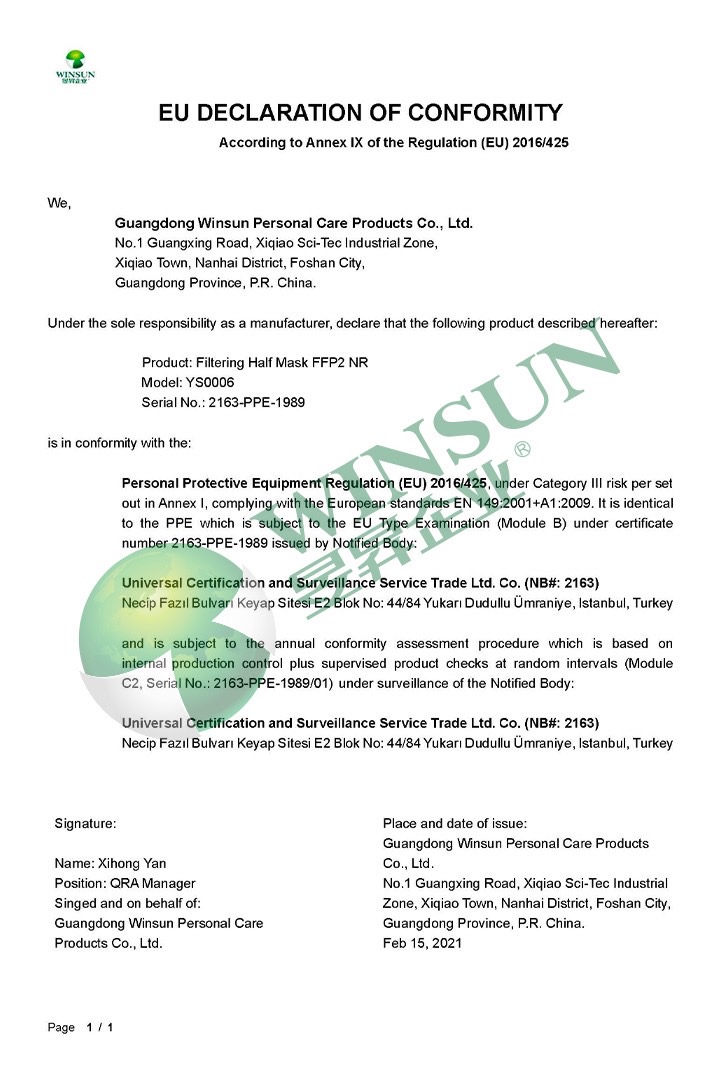 WINSUN
昱昇企业
EU DECLARATION OF CONFORMITY
According to Annex IX of the Regulation (EU) 2016/425
We,
Guangdong Winsun Personal Care Products Co., Ltd.
No.1 Guangxing Road, Xiqiao Sci-Tec Industrial Zone,
Xiqiao Town, Nanhai District, Foshan City,
Guangdong Province, P.R. China.
Under the sole responsibility as a manufacturer, declare that the following product described hereafter:
Product: Filtering Half Mask FFP2 NR
Model: YS0006
Serial No.: 2163-PPE-1989
is in conformity with the:
Personal Protective Equipment Regulation (EU) 2016/425, under Category III risk per set
out in Annex I, complying with the European standards EN 149:2001+A1:2009. It is identical
to the PPE which is subject to the EU Type Examination (Module B) under certificate
number 2163-PPE-1989 issued by Notified Body:
Universal Certification and Surveillance Service Trade Ltd. Co. (NB#: 2163)
Necip Fazıl Bulvarı Keyap Sitesi E2 Blok No: 44/84 Yukarı Dudullu Ümraniye, Istanbul, Turkey
and is subject to the annual conformity assessment procedure which is based on
internal production control plus supervised product checks at random intervals (Module
C2, Serial No.: 2163-PPE-1989/01) under surveillance of the Notified Body:
Universal Certification and Surveillance Service Trade Ltd. Co. (NB#: 2163)
Necip Fazıl Bulvarı Keyap Sitesi E2 Blok No: 44/84 Yukarı Dudullu Ümraniye, Istanbul, Turkey
WINSUN
昱昇企业®
Signature:
Name: Xihong Yan
Position: QRA Manager
Singed and on behalf of:
Guangdong Winsun Personal Care
Products Co., Ltd.
Place and date of issue:
Guangdong Winsun Personal Care Products
Co., Ltd.
No.1 Guangxing Road, Xiqiao Sci-Tec Industrial
Zone, Xiqiao Town, Nanhai District, Foshan City,
Guangdong Province, P.R. China.
Feb 15, 2021
Page 1 / 1